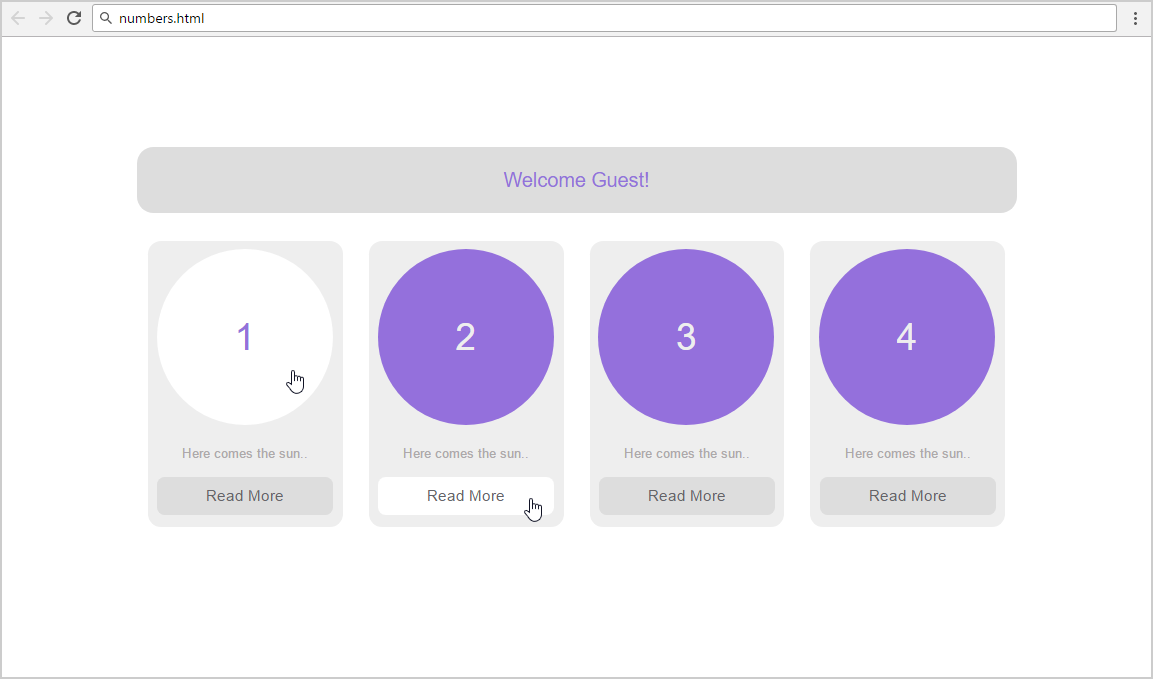 numbers.html
Welcome Guest!
1 2 3 4
Here comes the sun.. Here comes the sun.. Here comes the sun.. Here comes the sun..
Read More Read More Read More Read More